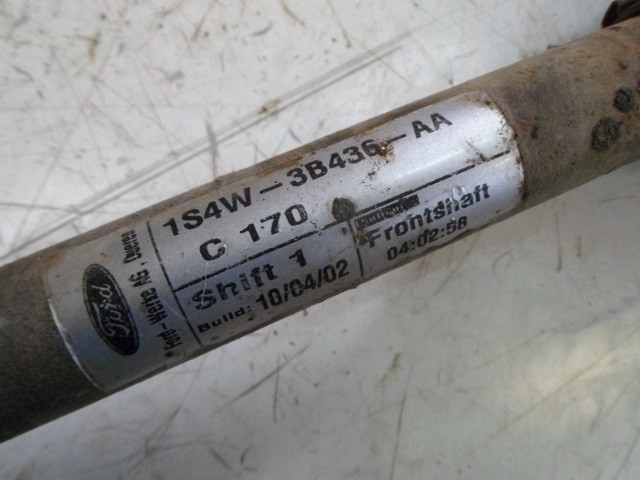 Ford
Ford-Werke AG, Dueren
1S4W-3B436-AA
C 170
Shift 1
Build: 10/04/02
Frontshaft
04:02:58